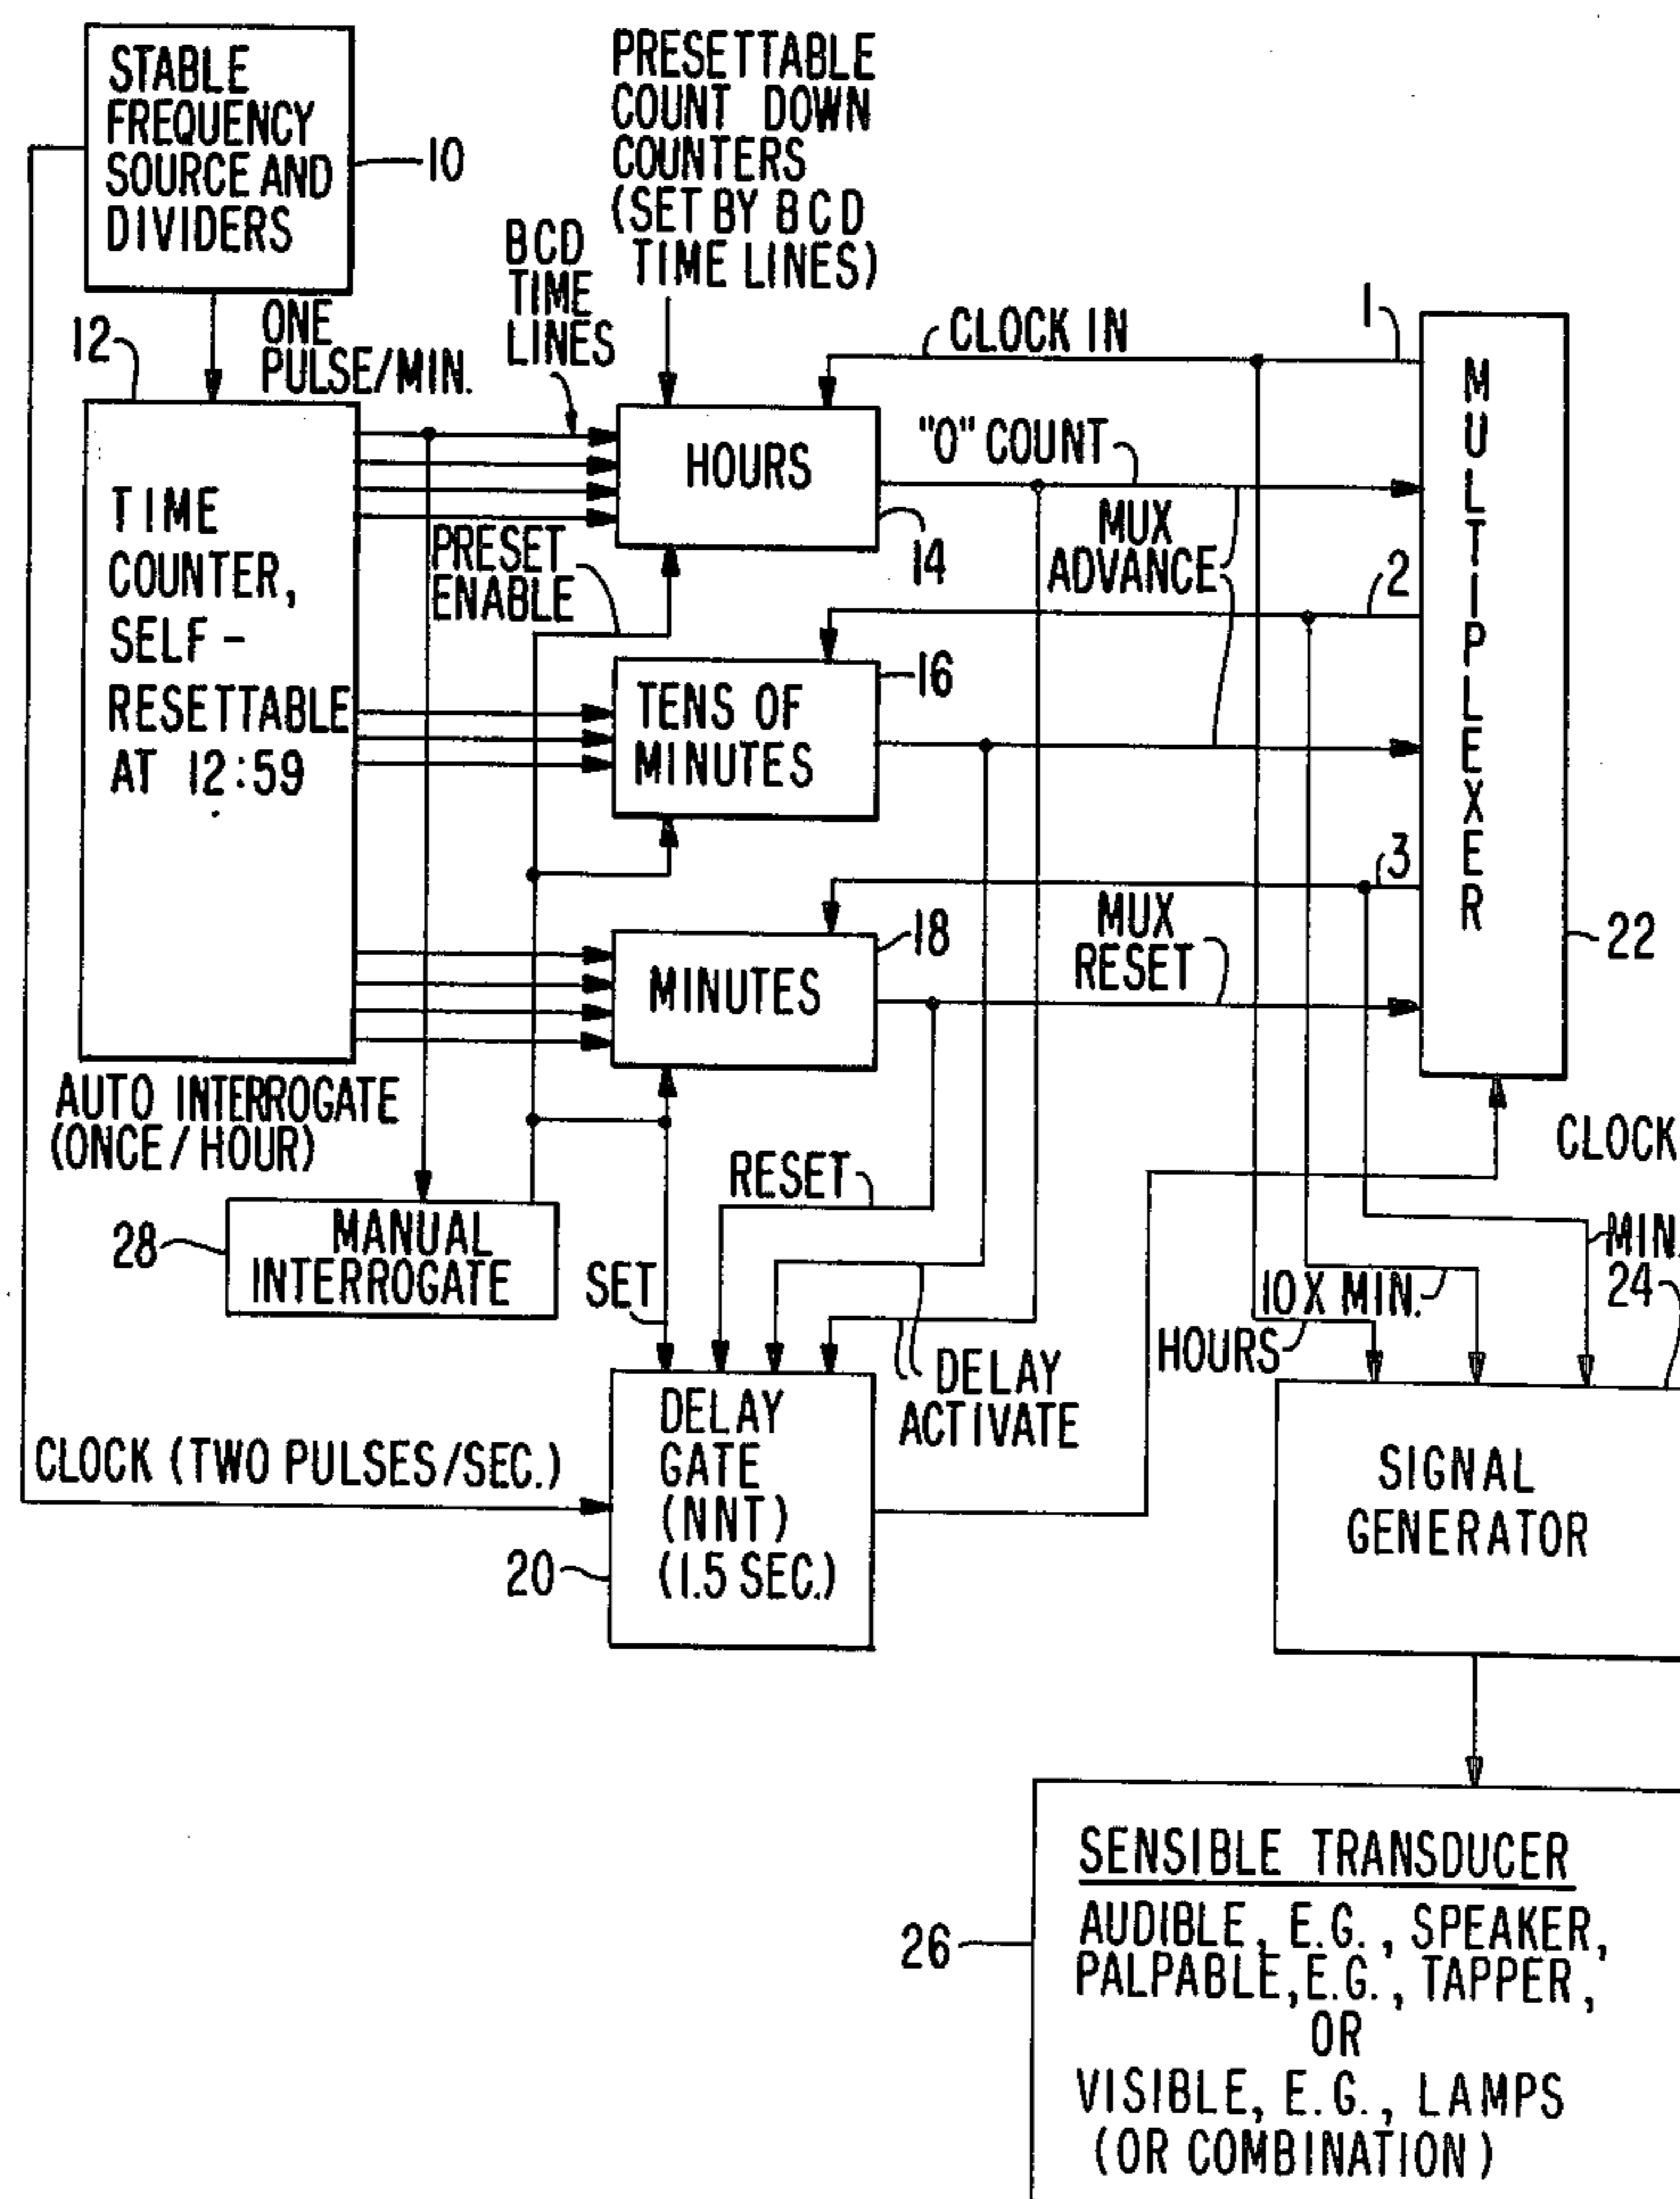 STABLE
FREQUENCY
SOURCE AND
DIVIDERS
10
PRESETTABLE
COUNT DOWN
COUNTERS
(SET BY BCD
TIME LINES)
BCD
TIME
LINES
12
ONE
PULSE/MIN.
CLOCK IN
1
TIME
COUNTER,
SELF-
RESETTABLE
AT 12:59
HOURS
14
"0" COUNT
MUX
ADVANCE
PRESET
ENABLE
2
TENS OF
MINUTES
16
3
MINUTES
18
MUX
RESET
MULTIPLEXER
22
AUTO INTERROGATE
(ONCE/HOUR)
CLOCK
28
MANUAL
INTERROGATE
RESET
SET
MIN.
24
10 X MIN.
HOURS
DELAY
ACTIVATE
CLOCK (TWO PULSES/SEC.)
DELAY
GATE
(NNT)
(1.5 SEC.)
20
SIGNAL
GENERATOR
26
SENSIBLE TRANSDUCER
AUDIBLE, E.G., SPEAKER,
PALPABLE, E.G., TAPPER,
OR
VISIBLE, E.G., LAMPS
(OR COMBINATION)